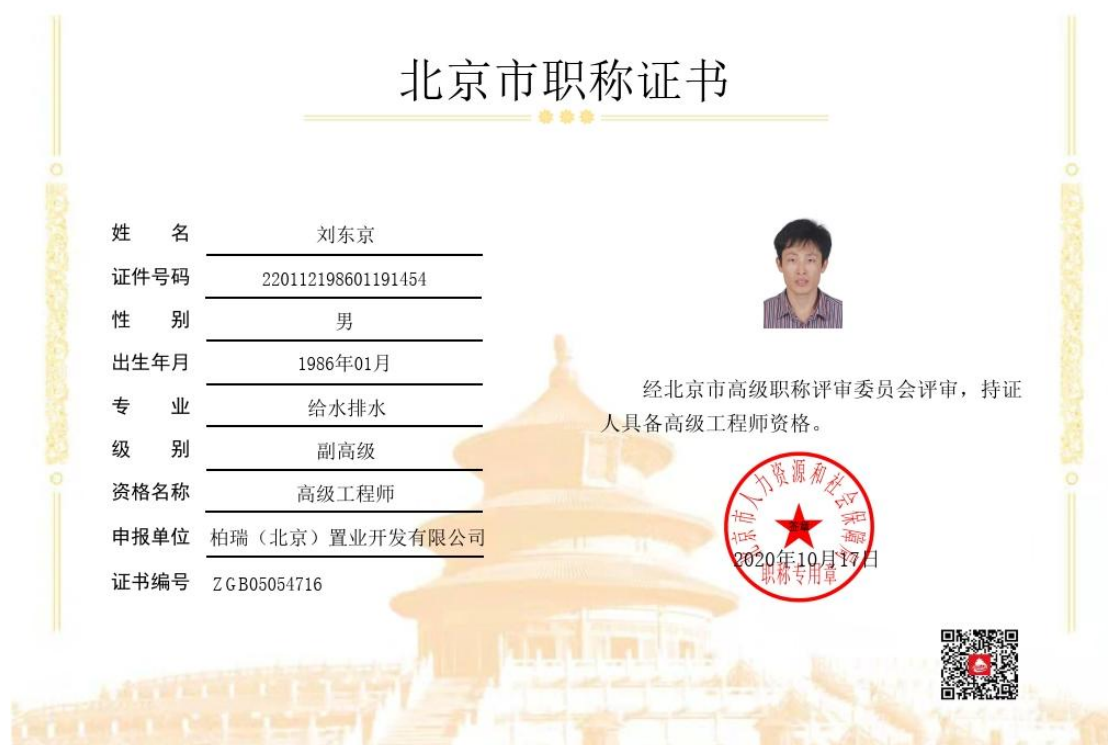 北京市职称证书
姓 名 刘东京
证件号码 220112198601191454
性 别 男
出生年月 1986年01月
专 业 给水排水
级 别 副高级
资格名称 高级工程师
申报单位 柏瑞（北京）置业开发有限公司
证书编号 ZGB05054716
经北京市高级职称评审委员会评审，持证
人具备高级工程师资格。
北京市人力资源和社会保障局
2020年10月17日
职称专用章